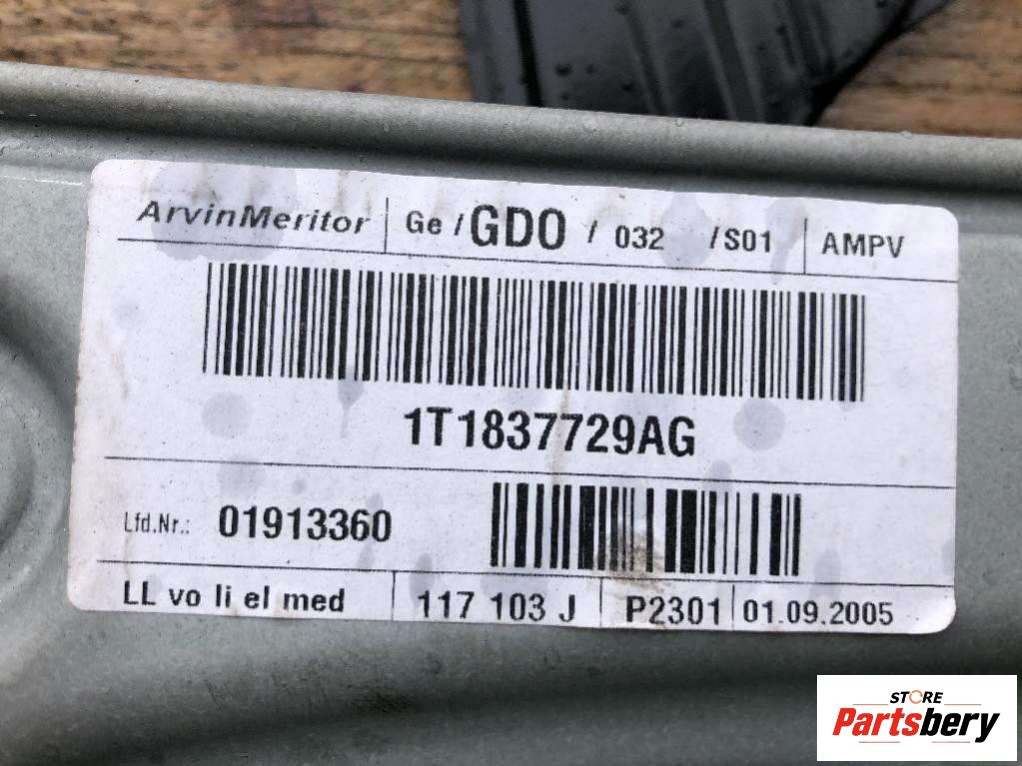 ArvinMeritor Ge / GDO / 032 / S01 AMPV
1T1837729AG
Lfd.Nr.: 01913360
LL vo li el med 117 103 J P2301 01.09.2005
STORE
Partsbery